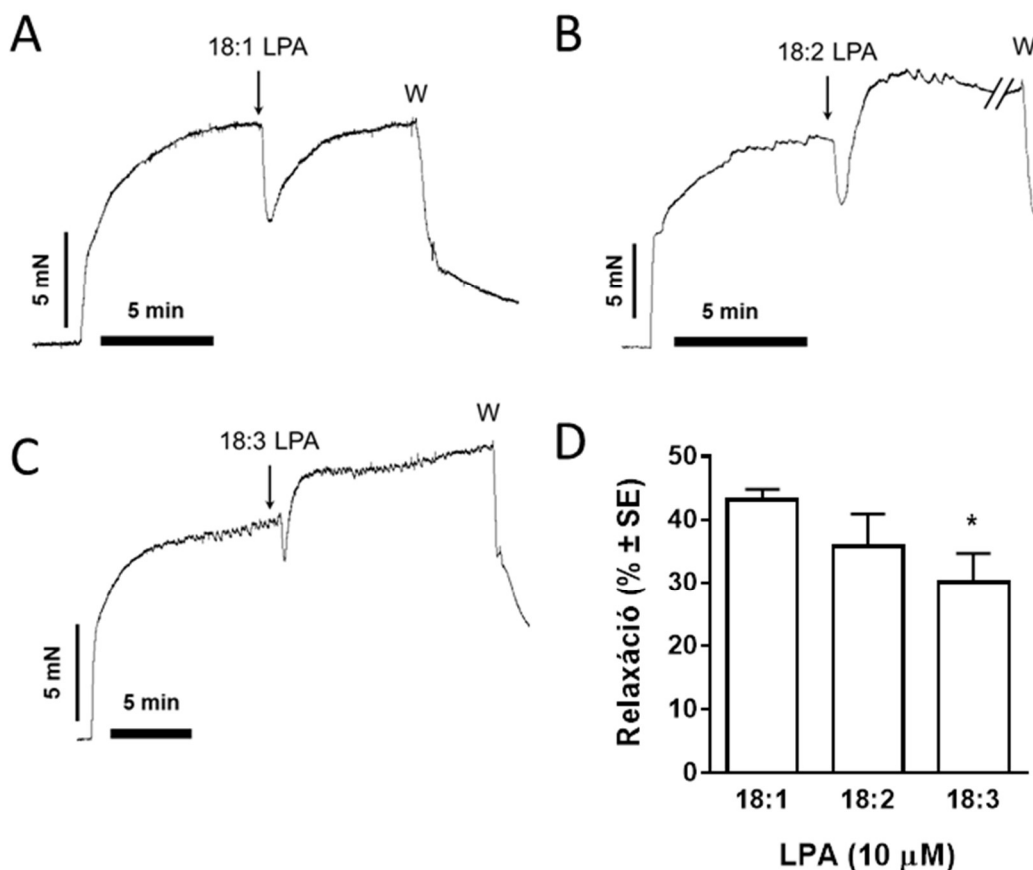 A
18:1 LPA
W
5 mN
5 min
B
18:2 LPA
W
5 mN
5 min
C
18:3 LPA
W
5 mN
5 min
D
Relaxáció (% ± SE)
50
40
30
20
10
0
*
18:1 18:2 18:3
LPA (10 μM)